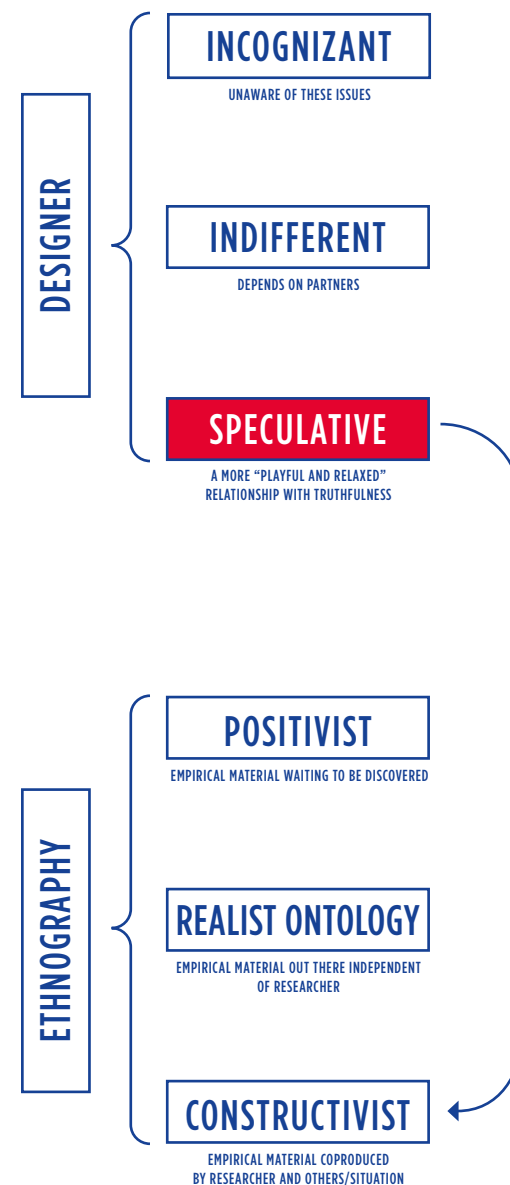 DESIGNER
INCOGNIZANT
UNAWARE OF THESE ISSUES
INDIFFERENT
DEPENDS ON PARTNERS
SPECULATIVE
A MORE “PLAYFUL AND RELAXED”
RELATIONSHIP WITH TRUTHFULNESS
ETHNOGRAPHY
POSITIVIST
EMPIRICAL MATERIAL WAITING TO BE DISCOVERED
REALIST ONTOLOGY
EMPIRICAL MATERIAL OUT THERE INDEPENDENT
OF RESEARCHER
CONSTRUCTIVIST
EMPIRICAL MATERIAL COPRODUCED
BY RESEARCHER AND OTHERS/SITUATION